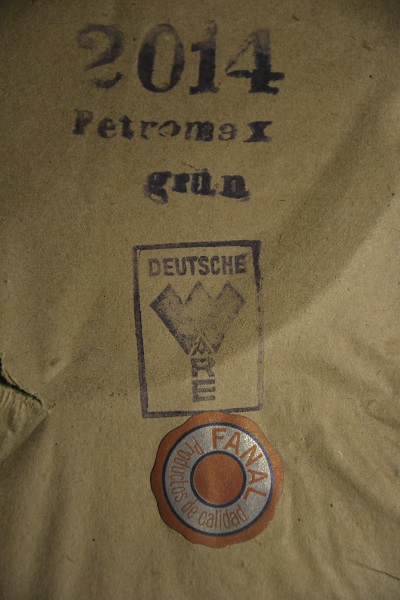 2014
Petromax
grün
DEUTSCHE
WARE
FANAL
Productos de calidad